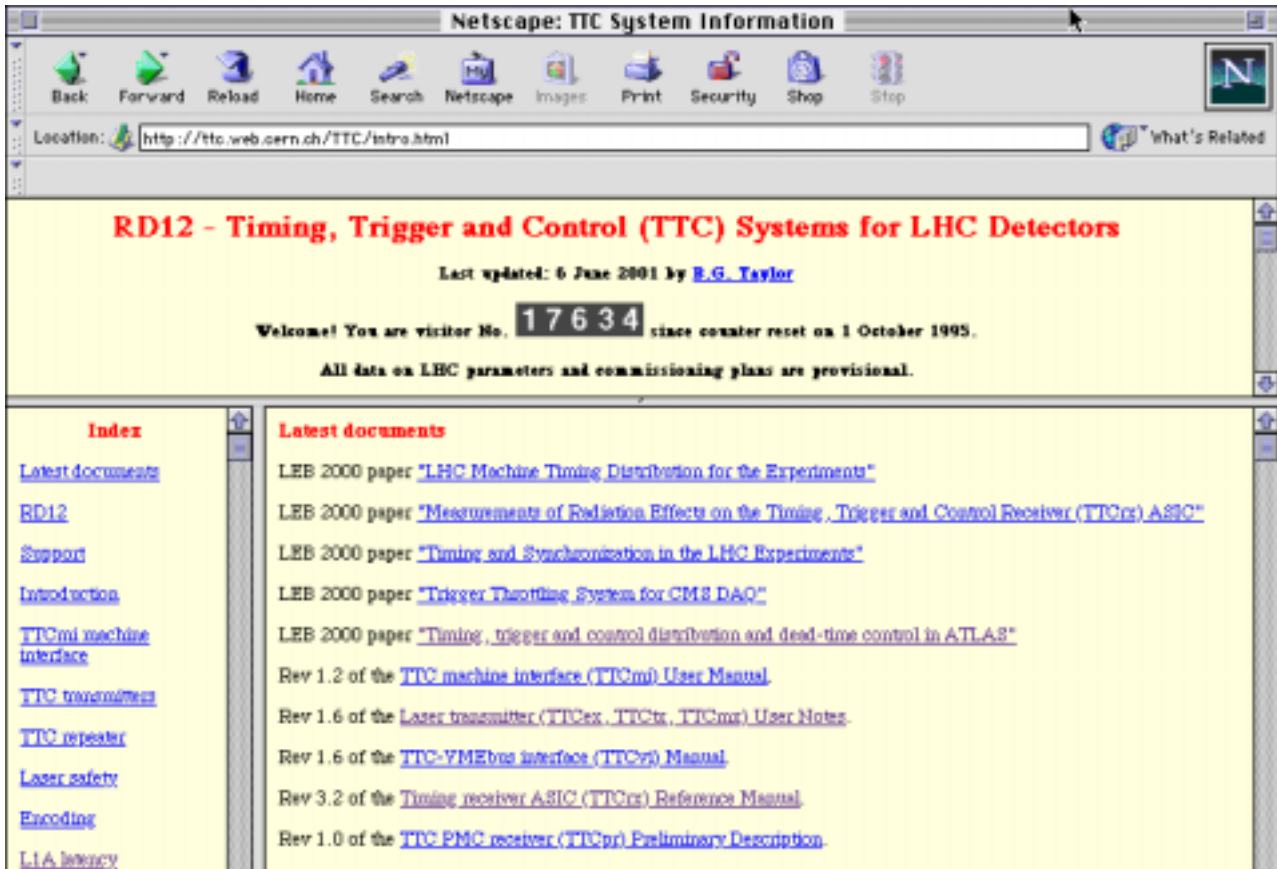 Netscape: TTC System Information
Back Forward Reload Home Search Netscape Images Print Security Shop Stop
My
N
Location: http://ttc.web.cern.ch/TTC/intro.html What's Related
RD12 - Timing, Trigger and Control (TTC) Systems for LHC Detectors
Last updated: 6 June 2001 by B.G. Taylor
Welcome! You are visitor No. 17634 since counter reset on 1 October 1995.
All data on LHC parameters and commissioning plans are provisional.
Index
Latest documents
RD12
Support
Introduction
TTCmi machine
interface
TTC transmitters
TTC repeater
Laser safety
Encoding
L1A latency
Latest documents
LEB 2000 paper "LHC Machine Timing Distribution for the Experiments"
LEB 2000 paper "Measurements of Radiation Effects on the Timing, Trigger and Control Receiver (TTCrx) ASIC"
LEB 2000 paper "Timing and Synchronization in the LHC Experiments"
LEB 2000 paper "Trigger Throttling System for CMS DAQ"
LEB 2000 paper "Timing, trigger and control distribution and dead-time control in ATLAS"
Rev 1.2 of the TTC machine interface (TTCmi) User Manual.
Rev 1.6 of the Laser transmitter (TTCex, TTCtx, TTCmx) User Notes.
Rev 1.6 of the TTC-VMEbus interface (TTCvi) Manual.
Rev 3.2 of the Timing receiver ASIC (TTCrx) Reference Manual.
Rev 1.0 of the TTC PMC receiver (TTCpr) Preliminary Description.